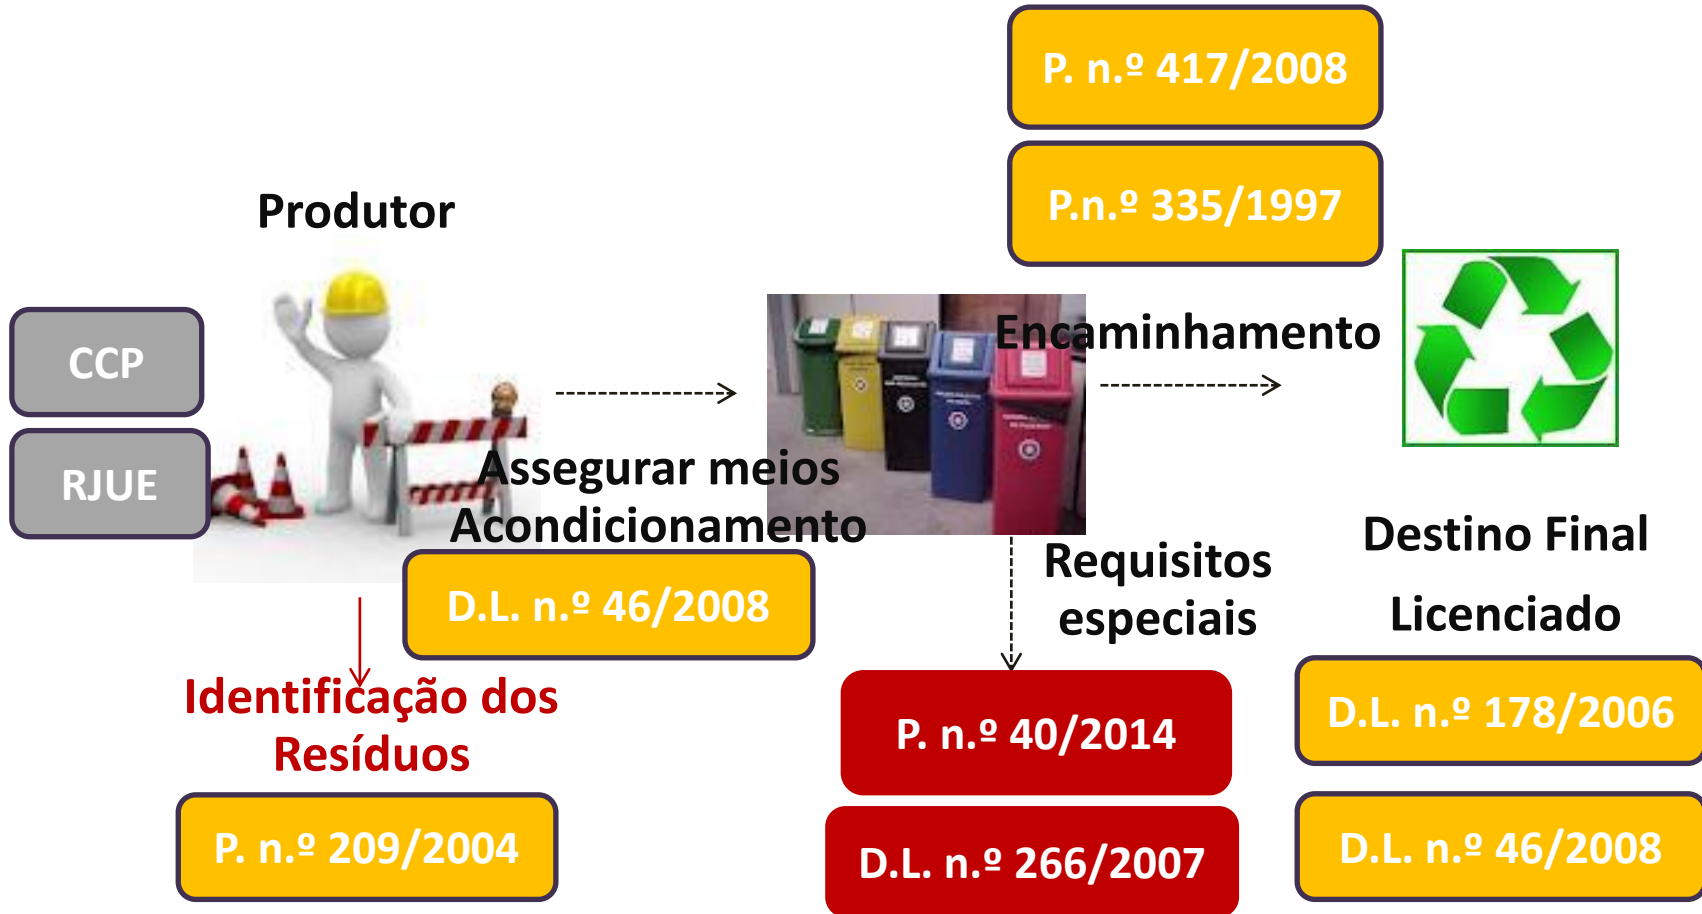 P. n.º 417/2008
P.n.º 335/1997
Produtor
CCP
RJUE
Encaminhamento
Assegurar meios
Acondicionamento
D.L. n.º 46/2008
Requisitos
especiais
Destino Final
Licenciado
Identificação dos
Resíduos
P. n.º 209/2004
P. n.º 40/2014
D.L. n.º 266/2007
D.L. n.º 178/2006
D.L. n.º 46/2008